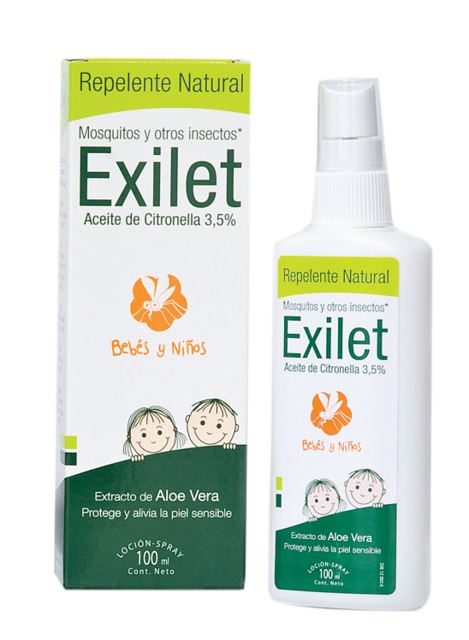 Repelente Natural
Mosquitos y otros insectos*
Exilet
Aceite de Citronella 3,5%
Bebés y Niños
Extracto de Aloe Vera
Protege y alivia la piel sensible
LOCIÓN-SPRAY
100 ml
Cont. Neto
Repelente Natural
Mosquitos y otros insectos*
Exilet
Aceite de Citronella 3,5%
Bebés y Niños
Extracto de Aloe Vera
Protege y alivia la piel sensible
LOCIÓN-SPRAY
100 ml
Cont. Neto